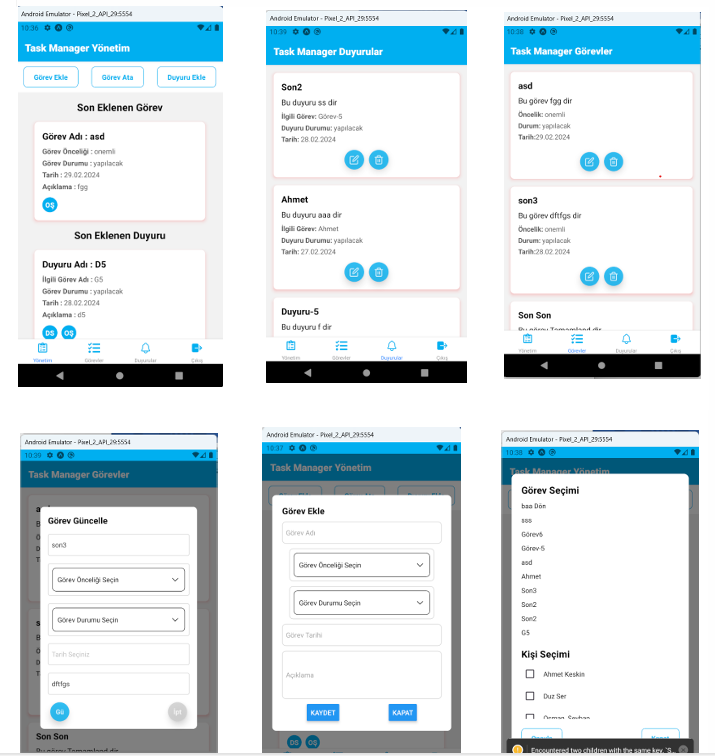 Android Emulator - Pixel_2_API_29:5554
10:36
Task Manager Yönetim
Görev Ekle
Görev Ata
Duyuru Ekle
Son Eklenen Görev
Görev Adı : asd
Görev Önceliği : onemli
Görev Durumu : yapılacak
Tarih : 29.02.2024
Açıklama : fgg
OŞ
Son Eklenen Duyuru
Duyuru Adı : D5
İlgili Görev Adı : G5
Görev Durumu : yapılacak
Tarih : 28.02.2024
Açıklama : d5
DS OŞ
Yönetim Görevler Duyurular Çıkış
Android Emulator - Pixel_2_API_29:5554
10:39
Task Manager Duyurular
Son2
Bu duyuru ss dir
İlgili Görev: Görev-5
Duyuru Durumu: yapılacak
Tarih: 28.02.2024
Ahmet
Bu duyuru aaa dir
İlgili Görev: Ahmet
Duyuru Durumu: yapılacak
Tarih: 27.02.2024
Duyuru-5
Bu duyuru f dir
Yönetim Görevler Duyurular Çıkış
Android Emulator - Pixel_2_API_29:5554
10:38
Task Manager Görevler
asd
Bu görev fgg dir
Öncelik: onemli
Durum: yapılacak
Tarih:29.02.2024
son3
Bu görev dftfgs dir
Öncelik: onemli
Durum: yapılacak
Tarih:28.02.2024
Son Son
Bu görev Tamamland dir
Yönetim Görevler Duyurular Çıkış
Android Emulator - Pixel_2_API_29:5554
10:39
Task Manager Görevler
Görev Güncelle
son3
Görev Önceliği Seçin
Görev Durumu Seçin
Tarih Seçiniz
dftfgs
Gü
İpt
Son Son
Android Emulator - Pixel_2_API_29:5554
10:37
Task Manager Yönetim
Görev Ekle
Görev Adı
Görev Önceliği Seçin
Görev Durumu Seçin
Görev Tarihi
Açıklama
KAYDET
KAPAT
DS OŞ
Android Emulator - Pixel_2_API_29:5554
10:38
Task Manager Yönetim
Görev Seçimi
baa Dön
sss
Görev6
Görev-5
asd
Ahmet
Son3
Son2
Son2
G5
Kişi Seçimi
Ahmet Keskin
Duz Ser
Osman Seyhan
Kapat
Encountered two children with the same key, 'S...